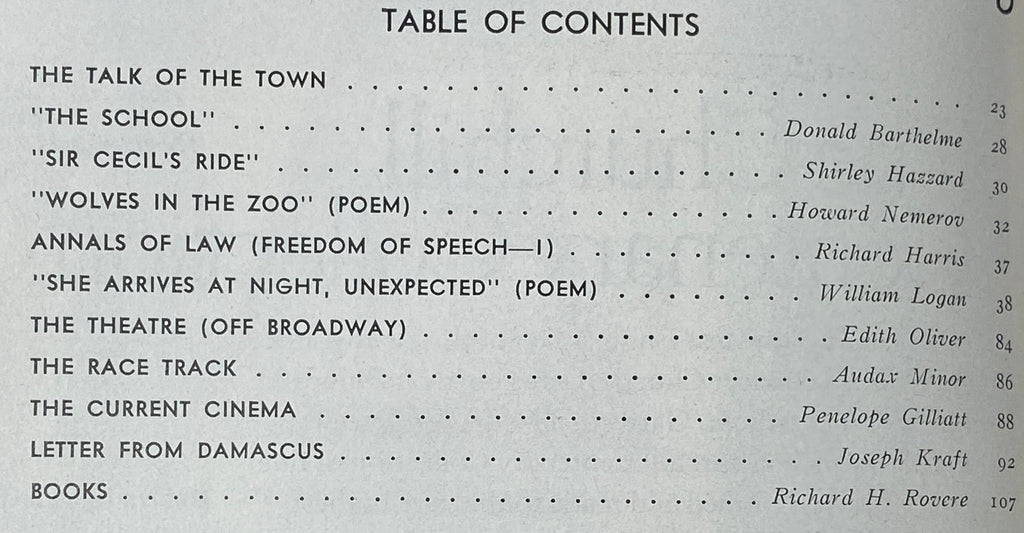 TABLE OF CONTENTS
THE TALK OF THE TOWN . . . . . . . . . . . . . . . . . . . . . . . . . . 23
"THE SCHOOL" . . . . . . . . . . . . . . . . . . . . . . . Donald Barthelme 28
"SIR CECIL'S RIDE" . . . . . . . . . . . . . . . . . . . . . Shirley Hazzard 30
"WOLVES IN THE ZOO" (POEM) . . . . . . . . . . . . . . . Howard Nemerov 32
ANNALS OF LAW (FREEDOM OF SPEECH—I) . . . . . . . . . . Richard Harris 37
"SHE ARRIVES AT NIGHT, UNEXPECTED" (POEM) . . . . . . . . William Logan 38
THE THEATRE (OFF BROADWAY) . . . . . . . . . . . . . . . . . Edith Oliver 84
THE RACE TRACK . . . . . . . . . . . . . . . . . . . . . . . . Audax Minor 86
THE CURRENT CINEMA . . . . . . . . . . . . . . . . . . . Penelope Gilliatt 88
LETTER FROM DAMASCUS . . . . . . . . . . . . . . . . . . . . Joseph Kraft 92
BOOKS . . . . . . . . . . . . . . . . . . . . . . . . . . . Richard H. Rovere 107